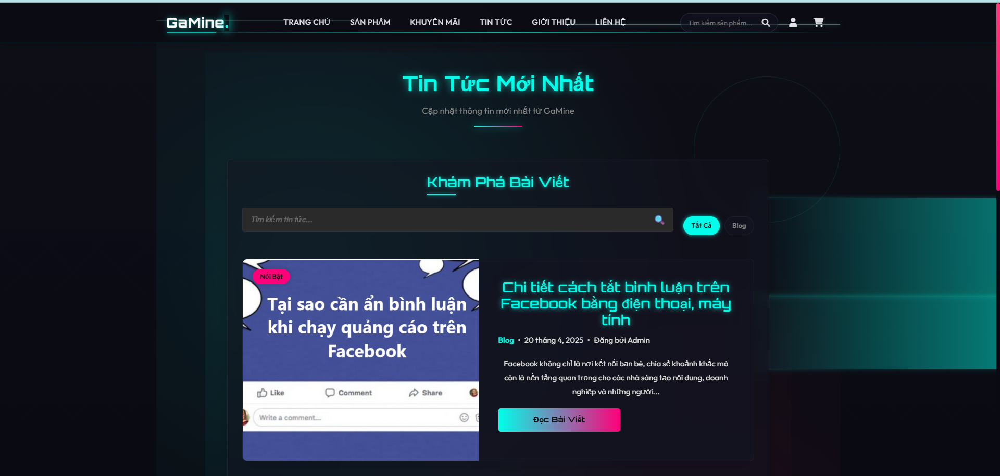 GaMine.
TRANG CHỦ
SẢN PHẨM
KHUYẾN MÃI
TIN TỨC
GIỚI THIỆU
LIÊN HỆ
Tìm kiếm sản phẩm...
Tin Tức Mới Nhất
Cập nhật thông tin mới nhất từ GaMine
Khám Phá Bài Viết
Tìm kiếm tin tức...
Tất Cả
Blog
Nổi Bật
Tại sao cần ẩn bình luận
khi chạy quảng cáo trên
Facebook
Like
Comment
Share
Write a comment...
Chi tiết cách tắt bình luận trên
Facebook bằng điện thoại, máy
tính
Blog • 20 tháng 4, 2025 • Đăng bởi Admin
Facebook không chỉ là nơi kết nối bạn bè, chia sẻ khoảnh khắc mà
còn là nền tảng quan trọng cho các nhà sáng tạo nội dung, doanh
nghiệp và những người...
Đọc Bài Viết